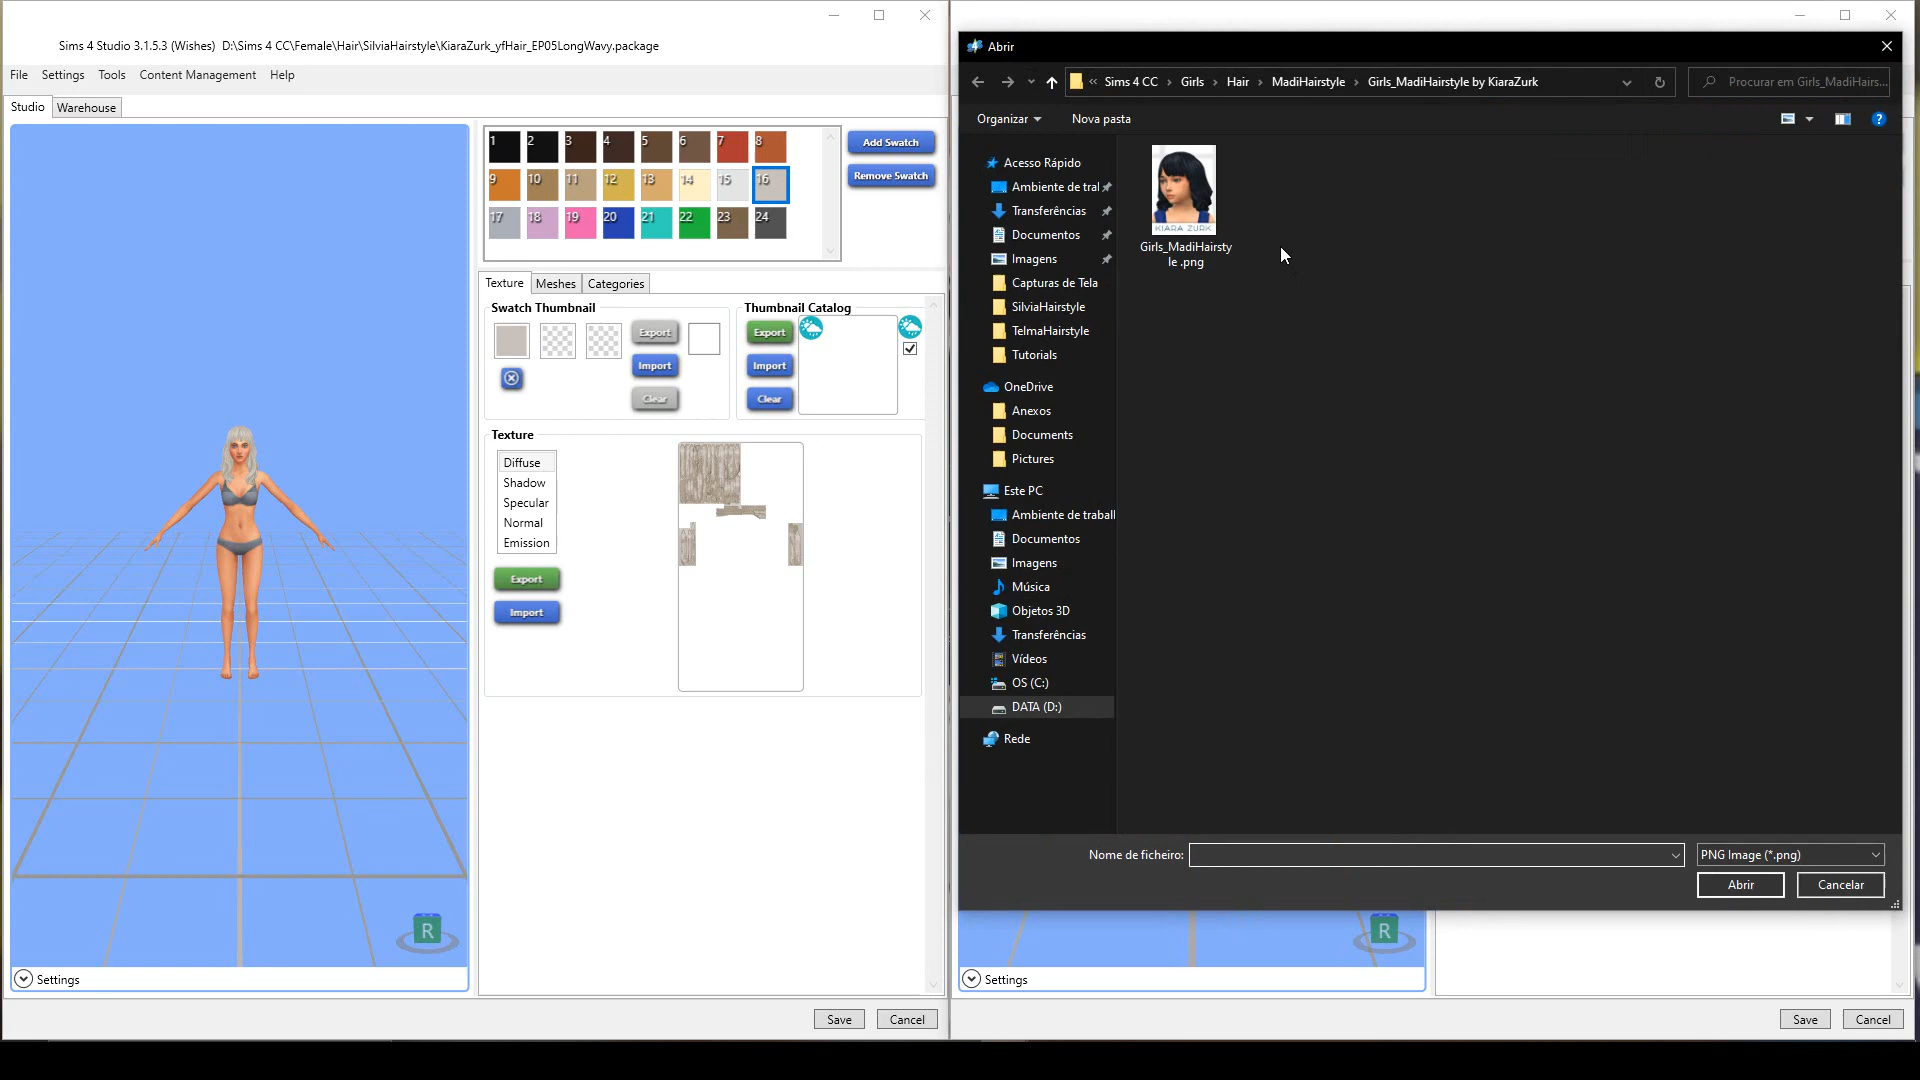 Sims 4 Studio 3.1.5.3 (Wishes)  D:\Sims 4 CC\Female\Hair\SilviaHairstyle\KiaraZurk_yfHair_EP05LongWavy.package
File Settings Tools Content Management Help
Studio Warehouse
1 2 3 4 5 6 7 8
9 10 11 12 13 14 15 16
17 18 19 20 21 22 23 24
Add Swatch
Remove Swatch
Texture Meshes Categories
Swatch Thumbnail
Export
Import
Clear
Thumbnail Catalog
Export
Import
Clear
Texture
Diffuse
Shadow
Specular
Normal
Emission
Export
Import
R
Settings
Save Cancel
Abrir
« Sims 4 CC › Girls › Hair › MadiHairstyle › Girls_MadiHairstyle by KiaraZurk
Procurar em Girls_MadiHairs...
Organizar Nova pasta
Acesso Rápido
Ambiente de tral
Transferências
Documentos
Imagens
Capturas de Tela
SilviaHairstyle
TelmaHairstyle
Tutorials
OneDrive
Anexos
Documents
Pictures
Este PC
Ambiente de traball
Documentos
Imagens
Música
Objetos 3D
Transferências
Vídeos
OS (C:)
DATA (D:)
Rede
KIARA ZURK
Girls_MadiHairsty
le .png
Nome de ficheiro:
PNG Image (*.png)
Abrir Cancelar
R
Settings
Save Cancel